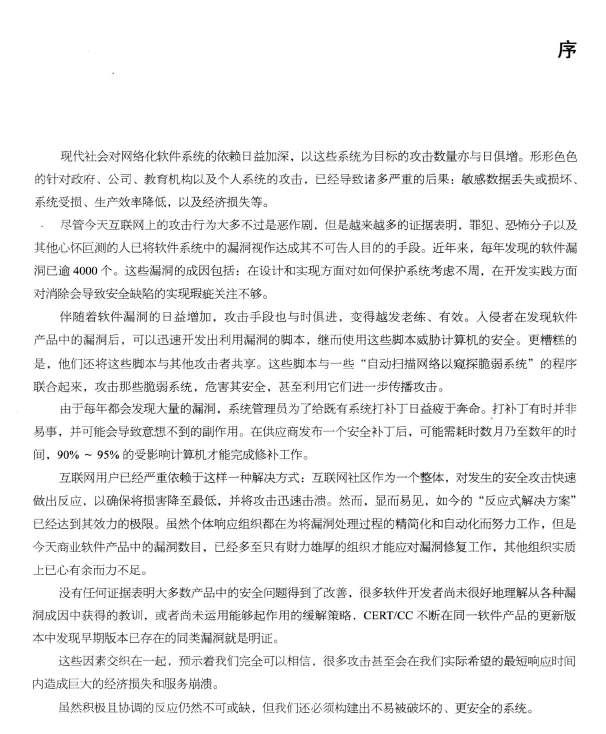 序
现代社会对网络化软件系统的依赖日益加深，以这些系统为目标的攻击数量亦与日俱增。形形色色
的针对政府、公司、教育机构以及个人系统的攻击，已经导致诸多严重的后果：敏感数据丢失或损坏、
系统受损、生产效率降低，以及经济损失等。
尽管今天互联网上的攻击行为大多不过是恶作剧，但是越来越多的证据表明，罪犯、恐怖分子以及
其他心怀叵测的人已将软件系统中的漏洞视作达成其不可告人目的的手段。近年来，每年发现的软件漏
洞已逾 4000 个。这些漏洞的成因包括：在设计和实现方面对如何保护系统考虑不周，在开发实践方面
对消除会导致安全缺陷的实现瑕疵关注不够。
伴随着软件漏洞的日益增加，攻击手段也与时俱进，变得越发老练、有效。入侵者在发现软件
产品中的漏洞后，可以迅速开发出利用漏洞的脚本，继而使用这些脚本威胁计算机的安全。更糟糕的
是，他们还将这些脚本与其他攻击者共享。这些脚本与一些“自动扫描网络以窥探脆弱系统”的程序
联合起来，攻击那些脆弱系统，危害其安全，甚至利用它们进一步传播攻击。
由于每年都会发现大量的漏洞，系统管理员为了给既有系统打补丁日益疲于奔命。打补丁有时并非
易事，并可能会导致意想不到的副作用。在供应商发布一个安全补丁后，可能需耗时数月乃至数年的时
间，90% ～ 95% 的受影响计算机才能完成修补工作。
互联网用户已经严重依赖于这样一种解决方式：互联网社区作为一个整体，对发生的安全攻击快速
做出反应，以确保将损害降至最低，并将攻击迅速击溃。然而，显而易见，如今的“反应式解决方案”
已经达到其效力的极限。虽然个体响应组织都在为将漏洞处理过程的精简化和自动化而努力工作，但是
今天商业软件产品中的漏洞数目，已经多至只有财力雄厚的组织才能应对漏洞修复工作，其他组织实质
上已心有余而力不足。
没有任何证据表明大多数产品中的安全问题得到了改善，很多软件开发者尚未很好地理解从各种漏
洞成因中获得的教训，或者尚未运用能够起作用的缓解策略，CERT/CC 不断在同一软件产品的更新版
本中发现早期版本已存在的同类漏洞就是明证。
这些因素交织在一起，预示着我们完全可以相信，很多攻击甚至会在我们实际希望的最短响应时间
内造成巨大的经济损失和服务崩溃。
虽然积极且协调的反应仍然不可或缺，但我们还必须构建出不易被破坏的、更安全的系统。